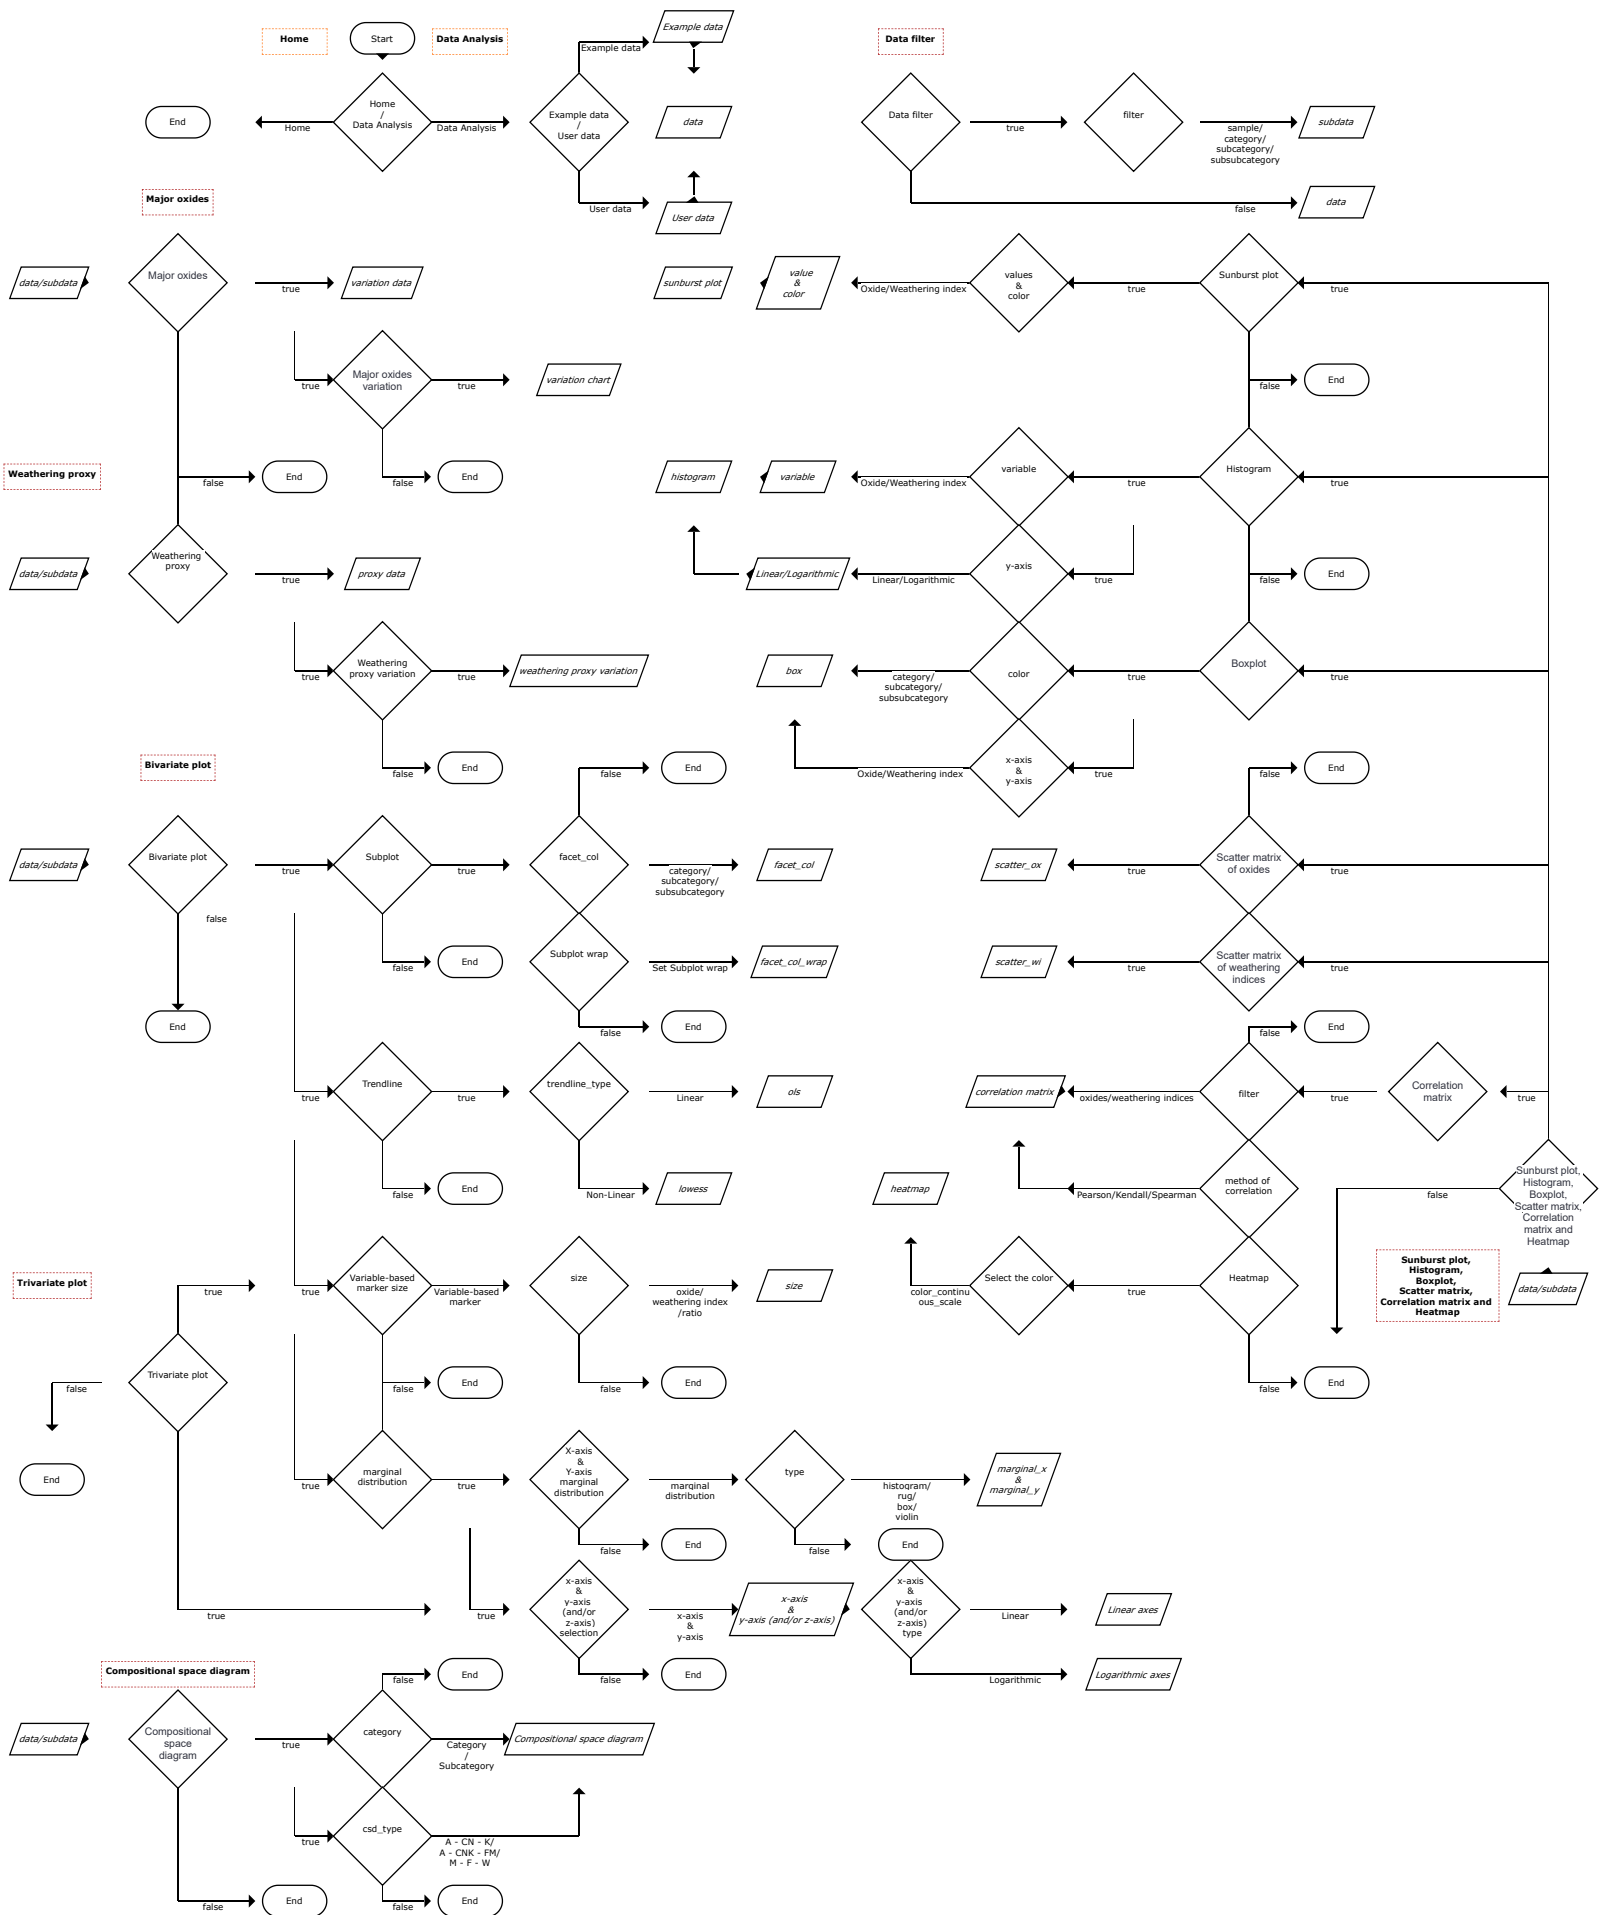 Home
Start
Data Analysis
Example data
Example data
Data filter
End
Home
Home
/
Data Analysis
Data Analysis
Example data
/
User data
data
Data filter
true
filter
sample/
category/
subcategory/
subsubcategory
subdata
Major oxides
User data
User data
false
data
data/subdata
Major oxides
true
variation data
sunburst plot
value
&
color
Oxide/Weathering index
values
&
color
true
Sunburst plot
true
true
Major oxides
variation
true
variation chart
false
End
Weathering proxy
false
End
false
End
histogram
variable
Oxide/Weathering index
variable
true
Histogram
true
data/subdata
Weathering
proxy
true
proxy data
Linear/Logarithmic
Linear/Logarithmic
y-axis
true
false
End
true
Weathering
proxy variation
true
weathering proxy variation
box
category/
subcategory/
subsubcategory
color
true
Boxplot
true
Bivariate plot
false
End
false
End
Oxide/Weathering index
x-axis
&
y-axis
true
false
End
data/subdata
Bivariate plot
true
Subplot
true
facet_col
category/
subcategory/
subsubcategory
facet_col
scatter_ox
true
Scatter matrix
of oxides
true
false
false
End
Subplot wrap
Set Subplot wrap
facet_col_wrap
scatter_wi
true
Scatter matrix
of weathering
indices
true
End
false
End
false
End
true
Trendline
true
trendline_type
Linear
ols
correlation matrix
oxides/weathering indices
filter
true
Correlation
matrix
true
false
End
Non-Linear
lowess
heatmap
Pearson/Kendall/Spearman
method of
correlation
false
Sunburst plot,
Histogram,
Boxplot,
Scatter matrix,
Correlation
matrix and
Heatmap
Trivariate plot
true
true
Variable-based
marker size
Variable-based
marker
size
oxide/
weathering index
/ratio
size
color_continu
ous_scale
Select the color
true
Heatmap
Sunburst plot,
Histogram,
Boxplot,
Scatter matrix,
Correlation matrix and
Heatmap
data/subdata
false
Trivariate plot
false
End
false
End
false
End
End
true
marginal
distribution
true
X-axis
&
Y-axis
marginal
distribution
marginal
distribution
type
histogram/
rug/
box/
violin
marginal_x
&
marginal_y
false
End
false
End
true
true
x-axis
&
y-axis
(and/or
z-axis)
selection
x-axis
&
y-axis
x-axis
&
y-axis (and/or z-axis)
x-axis
&
y-axis
(and/or
z-axis)
type
Linear
Linear axes
Compositional space diagram
false
End
false
End
Logarithmic
Logarithmic axes
data/subdata
Compositional
space
diagram
true
category
Category
/
Subcategory
Compositional space diagram
true
csd_type
A - CN - K/
A - CNK - FM/
M - F - W
false
End
false
End